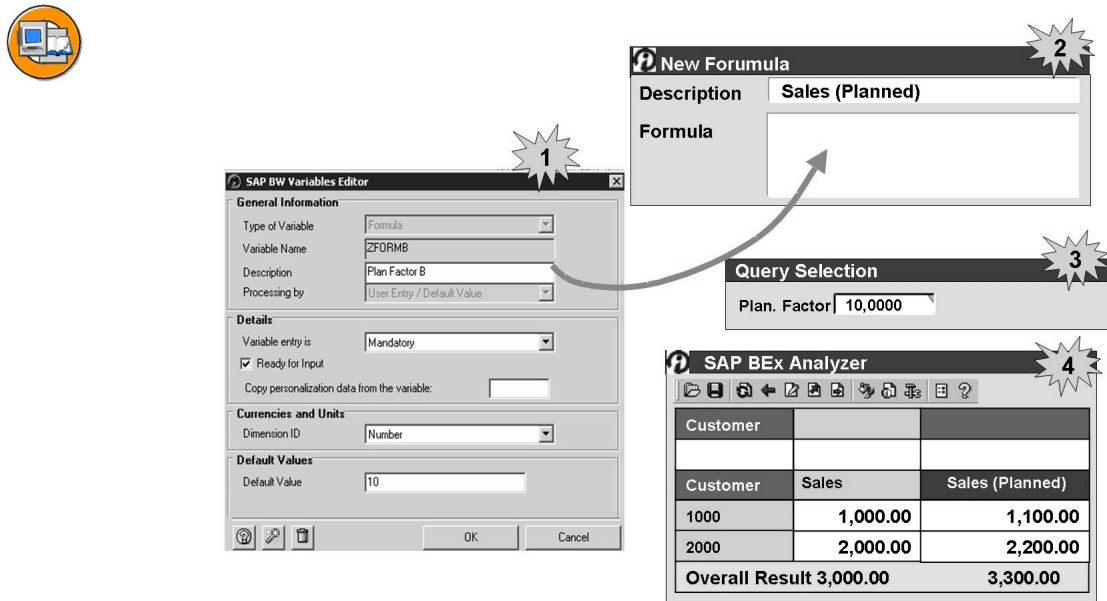 2
New Forumula
Description Sales (Planned)
Formula
1
SAP BW Variables Editor
General Information
Type of Variable Formula
Variable Name ZFORMB
Description Plan Factor B
Processing by User Entry / Default Value
Details
Variable entry is Mandatory
Ready for Input
Copy personalization data from the variable:
Currencies and Units
Dimension ID Number
Default Values
Default Value 10
OK Cancel
3
Query Selection
Plan. Factor 10,0000
4
SAP BEx Analyzer
Customer
Customer Sales Sales (Planned)
1000 1,000.00 1,100.00
2000 2,000.00 2,200.00
Overall Result 3,000.00 3,300.00